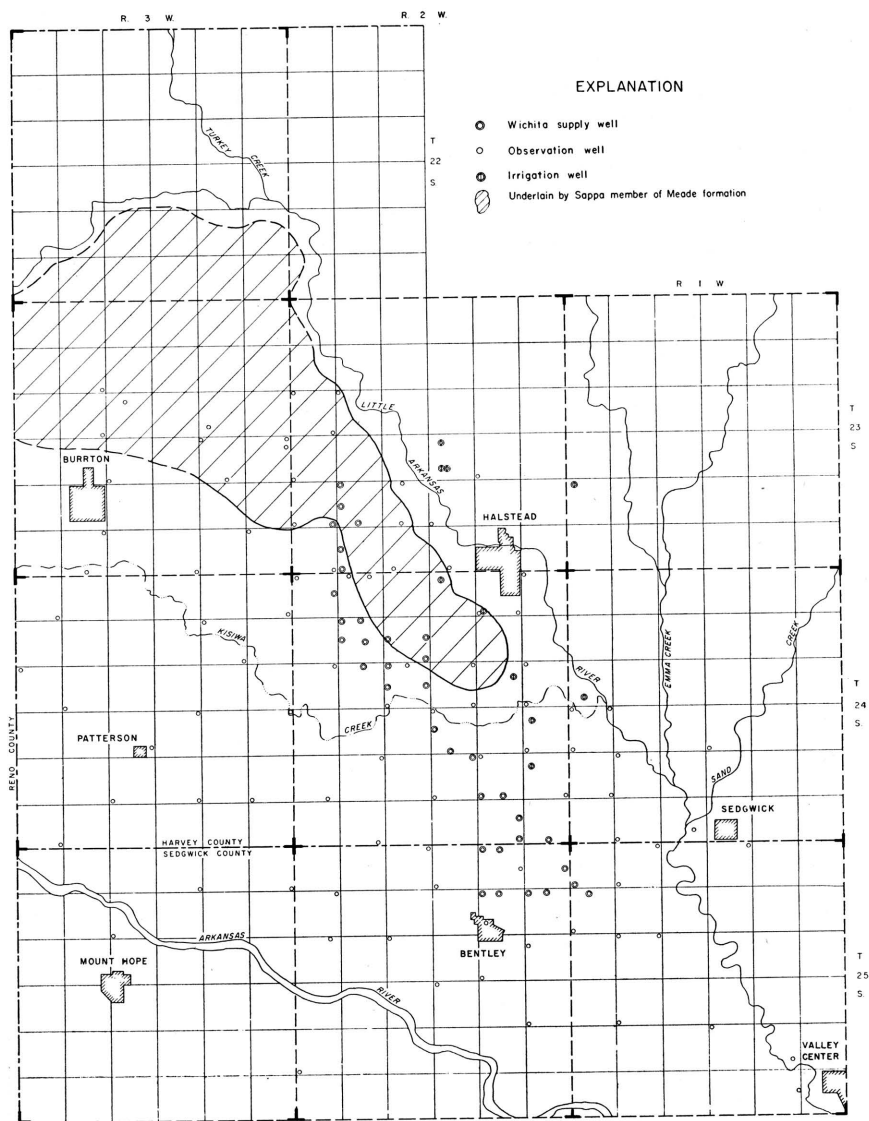 R. 3 W.
R. 2 W.
EXPLANATION
Wichita supply well
Observation well
Irrigation well
Underlain by Sappa member of Meade formation
T
22
S
TURKEY CREEK
R 1 W
T
23
S
LITTLE ARKANSAS
BURRTON
HALSTEAD
KISIWA
CREEK
RIVER
EMMA CREEK
CREEK
T
24
S.
RENO COUNTY
PATTERSON
SAND
SEDGWICK
HARVEY COUNTY
SEDGWICK COUNTY
ARKANSAS
RIVER
MOUNT HOPE
BENTLEY
T
25
S.
VALLEY
CENTER